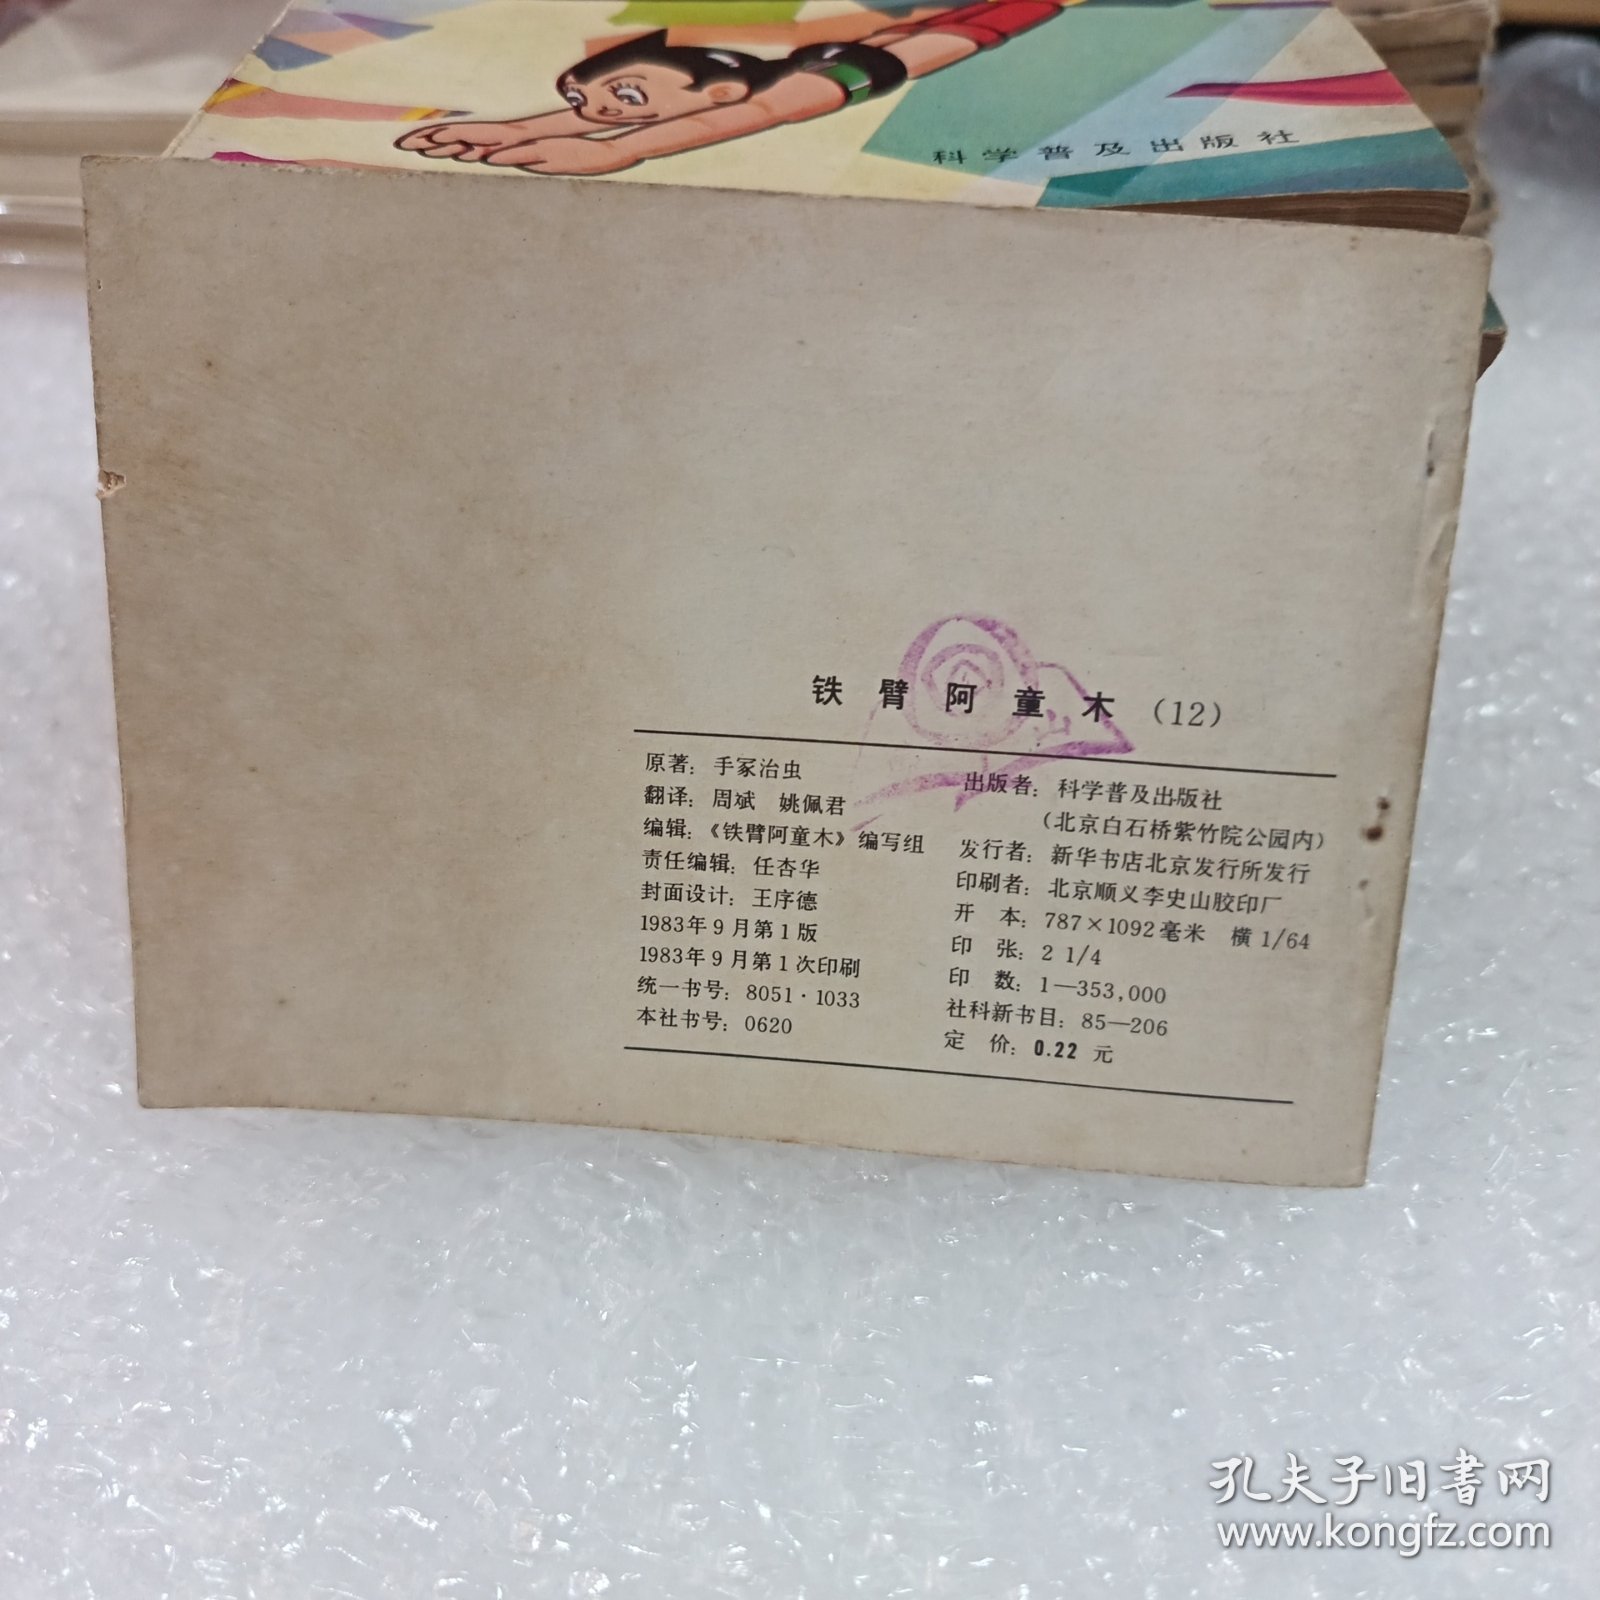 科学普及出版社
铁臂阿童木（12）
原著：手冢治虫
翻译：周斌 姚佩君
编辑：《铁臂阿童木》编写组
责任编辑：任杏华
封面设计：王序德
1983年9月第1版
1983年9月第1次印刷
统一书号：8051·1033
本社书号：0620
出版者：科学普及出版社
（北京白石桥紫竹院公园内）
发行者：新华书店北京发行所发行
印刷者：北京顺义李史山胶印厂
开 本：787×1092毫米 横1/64
印 张：2 1/4
印 数：1—353,000
社科新书目：85—206
定 价：0.22 元
孔夫子旧书网
www.kongfz.com